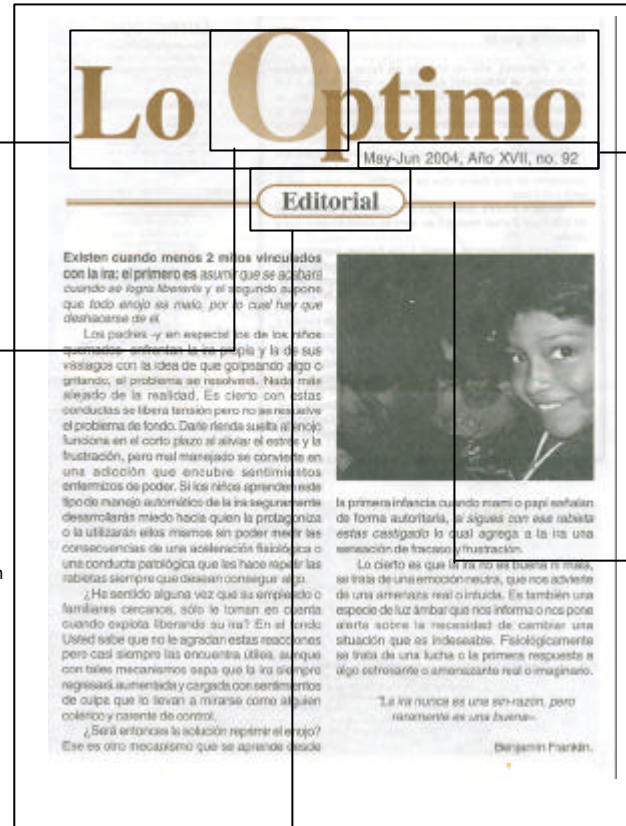 Lo Optimo
May-Jun 2004, Año XVII, no. 92
Editorial
Existen cuando menos 2 mitos vinculados
con la ira: el primero es asumir que se acabará
cuando se logra liberarla y el segundo supone
que todo enojo es malo, por lo cual hay que
deshacerse de él.
Los padres -y en especial los de los niños
quemados- enfrentan la ira propia y la de sus
vástagos con la idea de que golpeando algo o
gritando, el problema se resolverá. Nada más
alejado de la realidad. Es cierto con estas
conductas se libera tensión pero no se resuelve
el problema de fondo. Darle rienda suelta al enojo
funciona en el corto plazo al aliviar el estrés y la
frustración, pero mal manejado se convierte en
una adicción que encubre sentimientos
enfermizos de poder. Si los niños aprenden este
tipo de manejo automático de la ira seguramente
desarrollarán miedo hacia quien la protagoniza
o la utilizarán ellos mismos sin poder medir las
consecuencias de una aceleración fisiológica o
una conducta patológica que les hace repetir las
rabietas siempre que desean conseguir algo.
¿Ha sentido alguna vez que su empleado o
familiares cercanos, sólo le toman en cuenta
cuando explota liberando su ira? En el fondo
Usted sabe que no le agradan estas reacciones
pero casi siempre las encuentra útiles, aunque
con tales mecanismos sepa que la ira siempre
regresará aumentada y cargada con sentimientos
de culpa que lo llevan a mirarse como alguien
colérico y carente de control.
¿Será entonces la solución reprimir el enojo?
Ese es otro mecanismo que se aprende desde
la primera infancia cuando mami o papi señalan
de forma autoritaria, si sigues con esa rabieta
estas castigado lo cual agrega a la ira una
sensación de fracaso y frustración.
Lo cierto es que la ira no es buena ni mala,
se trata de una emoción neutra, que nos advierte
de una amenaza real o intuida. Es también una
especie de luz ámbar que nos informa o nos pone
alerta sobre la necesidad de cambiar una
situación que es indeseable. Fisiológicamente
se trata de una lucha o la primera respuesta a
algo estresante o amenazante real o imaginario.
"La ira nunca es una sin-razón, pero
raramente es una buena".
Benjamin Franklin.
n